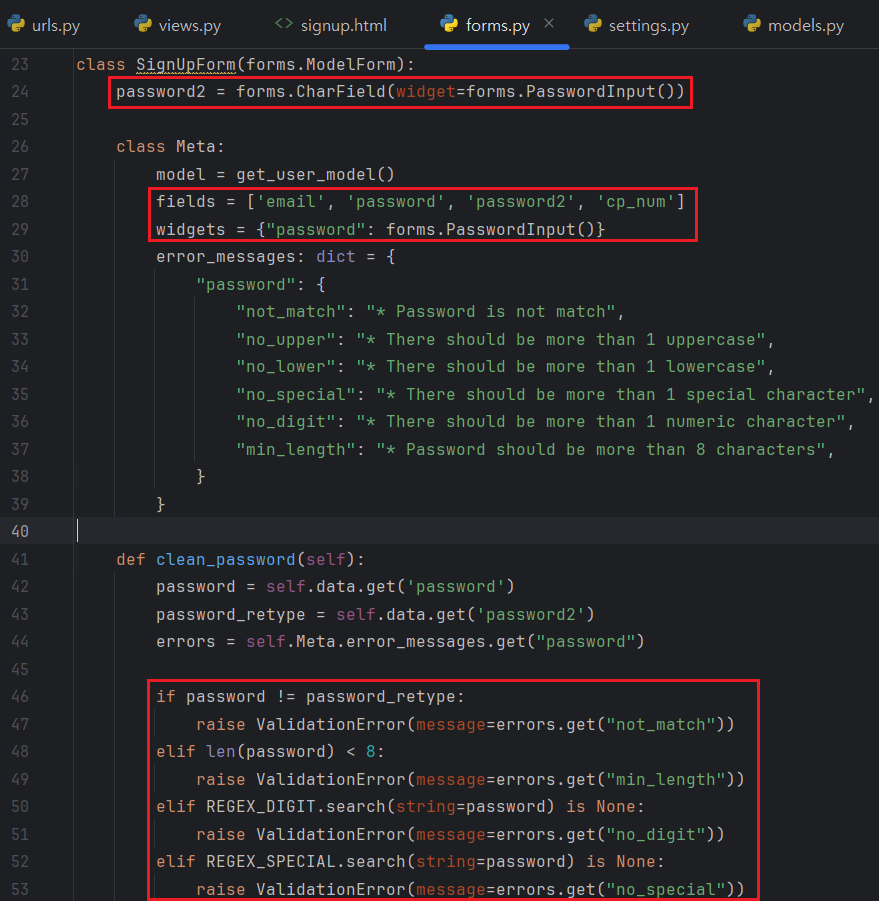 urls.py views.py <> signup.html forms.py × settings.py models.py
23 class SignUpForm(forms.ModelForm):
24 password2 = forms.CharField(widget=forms.PasswordInput())
25
26 class Meta:
27 model = get_user_model()
28 fields = ['email', 'password', 'password2', 'cp_num']
29 widgets = {"password": forms.PasswordInput()}
30 error_messages: dict = {
31 "password": {
32 "not_match": "* Password is not match",
33 "no_upper": "* There should be more than 1 uppercase",
34 "no_lower": "* There should be more than 1 lowercase",
35 "no_special": "* There should be more than 1 special character",
36 "no_digit": "* There should be more than 1 numeric character",
37 "min_length": "* Password should be more than 8 characters",
38 }
39 }
40
41 def clean_password(self):
42 password = self.data.get('password')
43 password_retype = self.data.get('password2')
44 errors = self.Meta.error_messages.get("password")
45
46 if password != password_retype:
47 raise ValidationError(message=errors.get("not_match"))
48 elif len(password) < 8:
49 raise ValidationError(message=errors.get("min_length"))
50 elif REGEX_DIGIT.search(string=password) is None:
51 raise ValidationError(message=errors.get("no_digit"))
52 elif REGEX_SPECIAL.search(string=password) is None:
53 raise ValidationError(message=errors.get("no_special"))